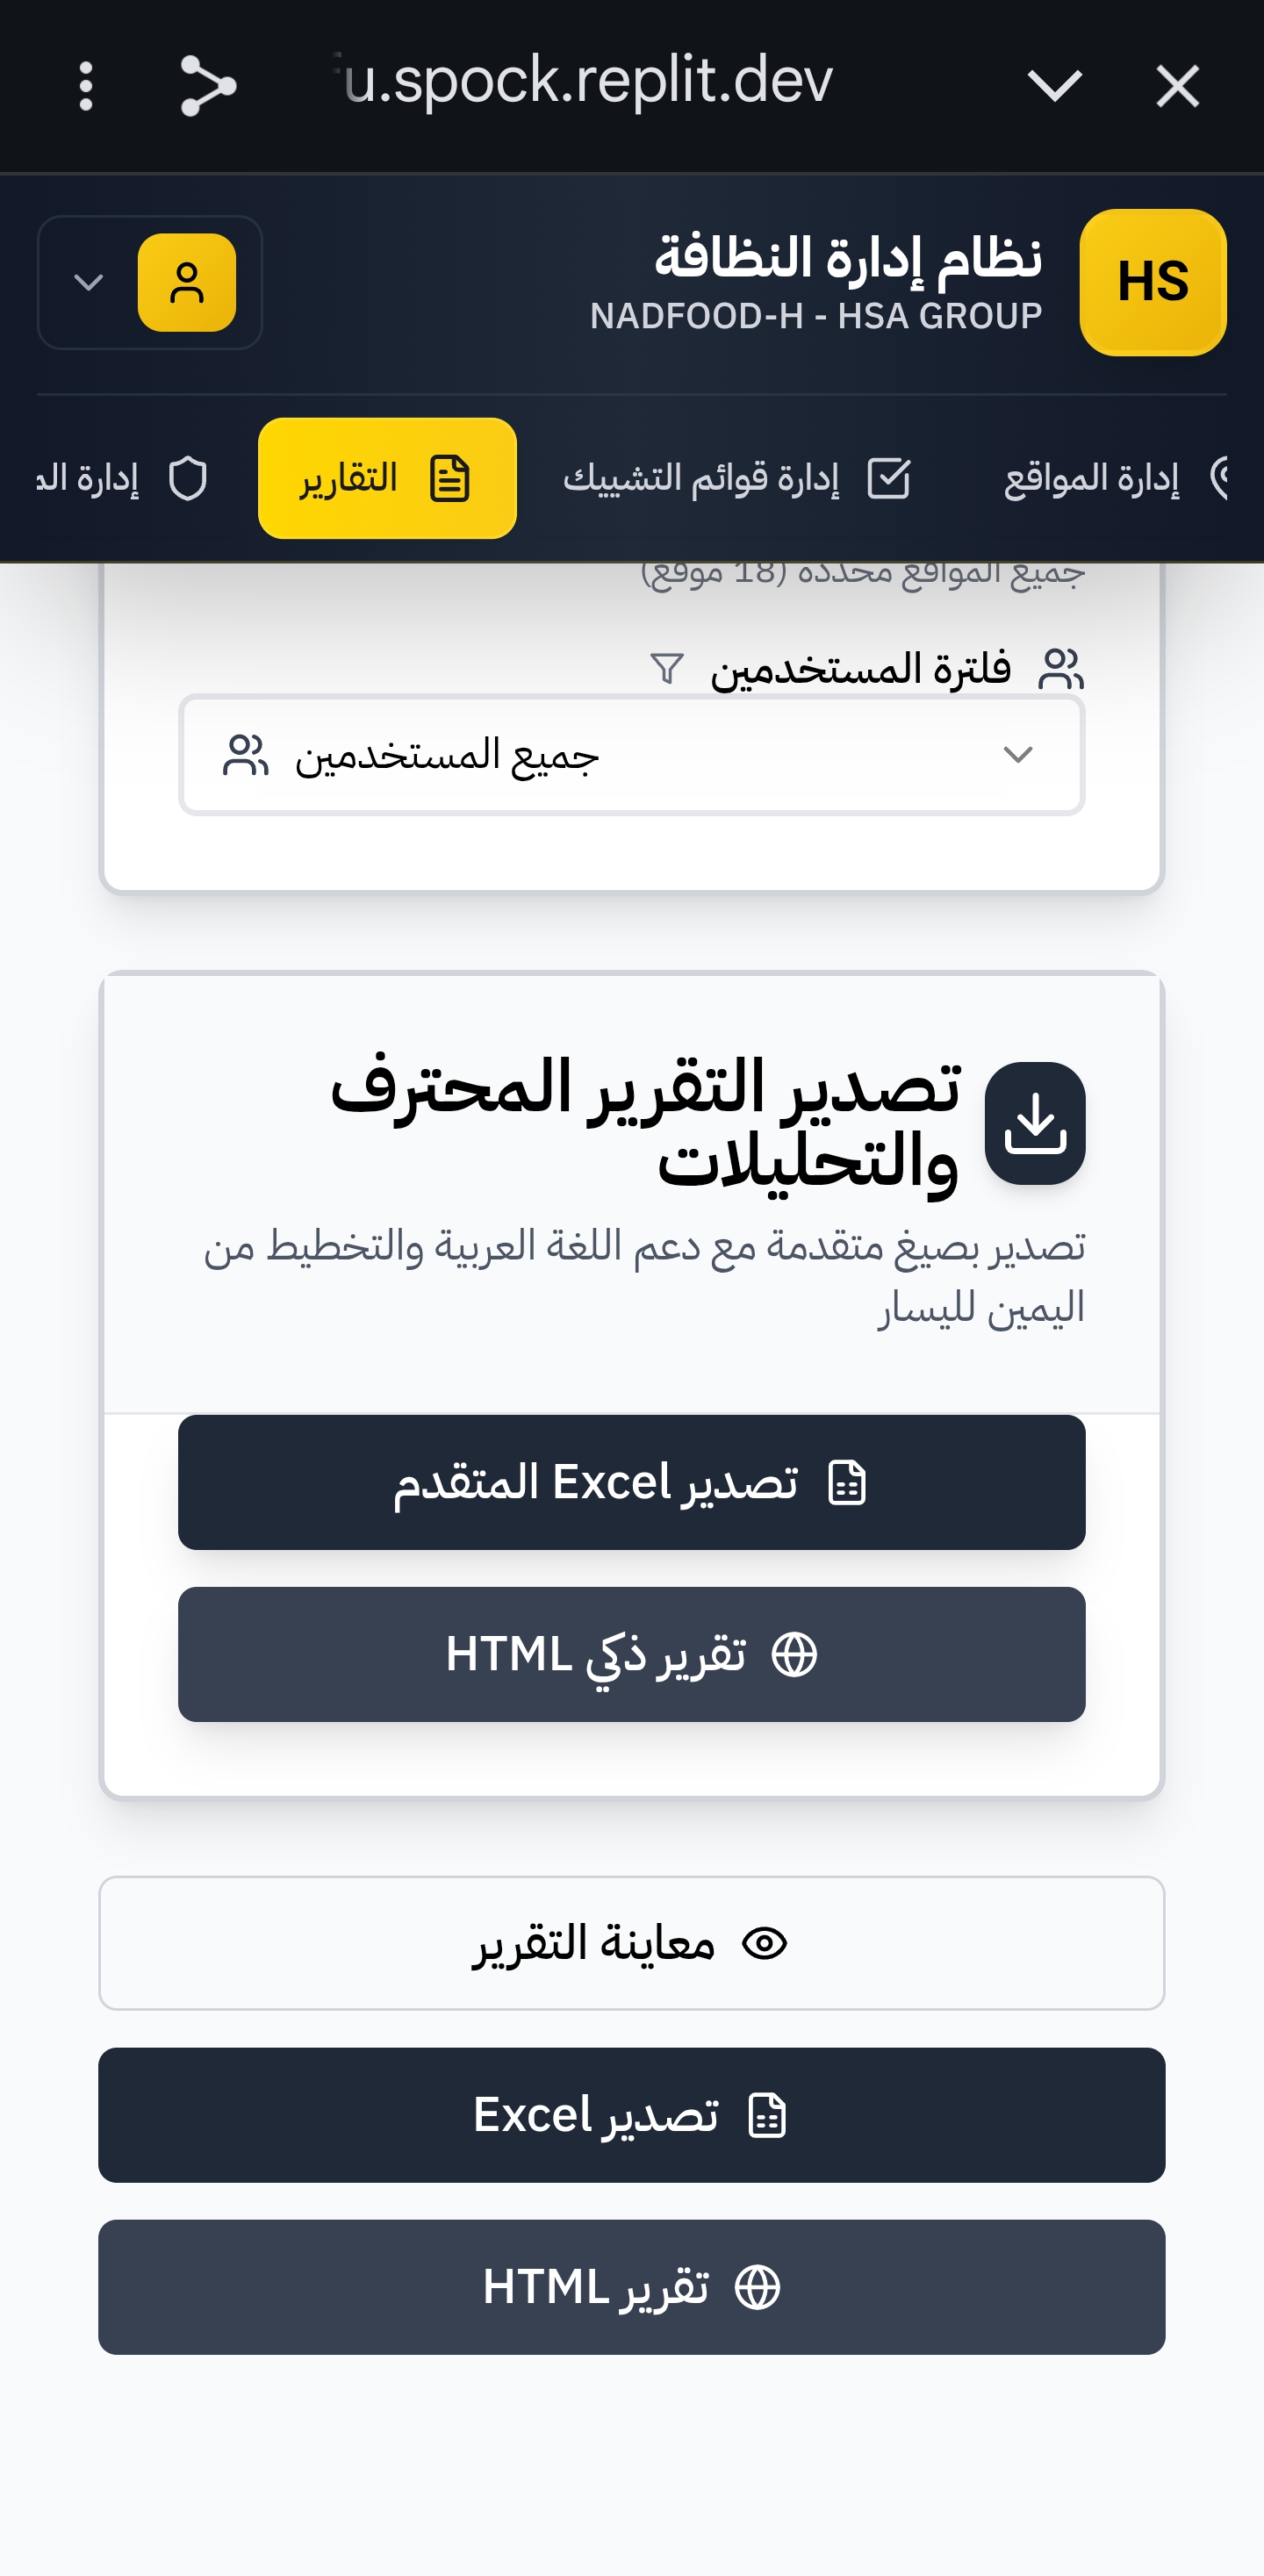 u.spock.replit.dev
HS
نظام إدارة النظافة
NADFOOD-H - HSA GROUP
إدارة المواقع
إدارة قوائم التشييك
التقارير
إدارة
جميع المواقع محددة (18 موقع)
فلترة المستخدمين
جميع المستخدمين
تصدير التقرير المحترف
والتحليلات
تصدير بصيغ متقدمة مع دعم اللغة العربية والتخطيط من
اليمين لليسار
تصدير Excel المتقدم
تقرير ذكي HTML
معاينة التقرير
تصدير Excel
تقرير HTML